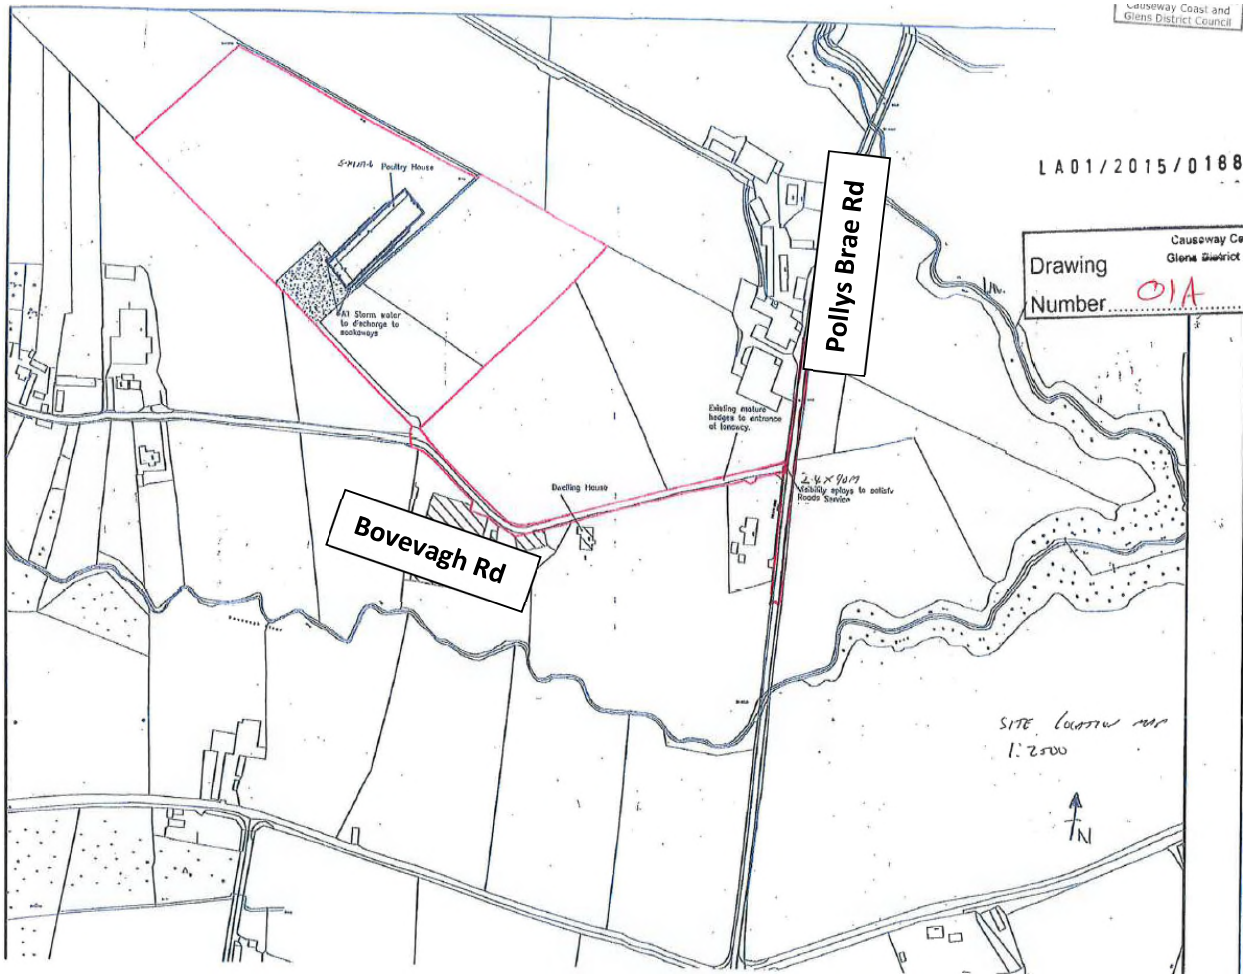 Causeway Coast and
Glens District Council
LA01/2015/0188
Causeway Co
Glens District
Drawing
Number
01A
Poultry House
All Storm water
to discharge to
soakaways
Pollys Brae Rd
Existing mature
hedges to entrance
of laneway.
2.4 x 90M
Visibility splays to satisfy
Roads Service
Dwelling House
Bovevagh Rd
SITE LOCATION MAP
1:2500
N